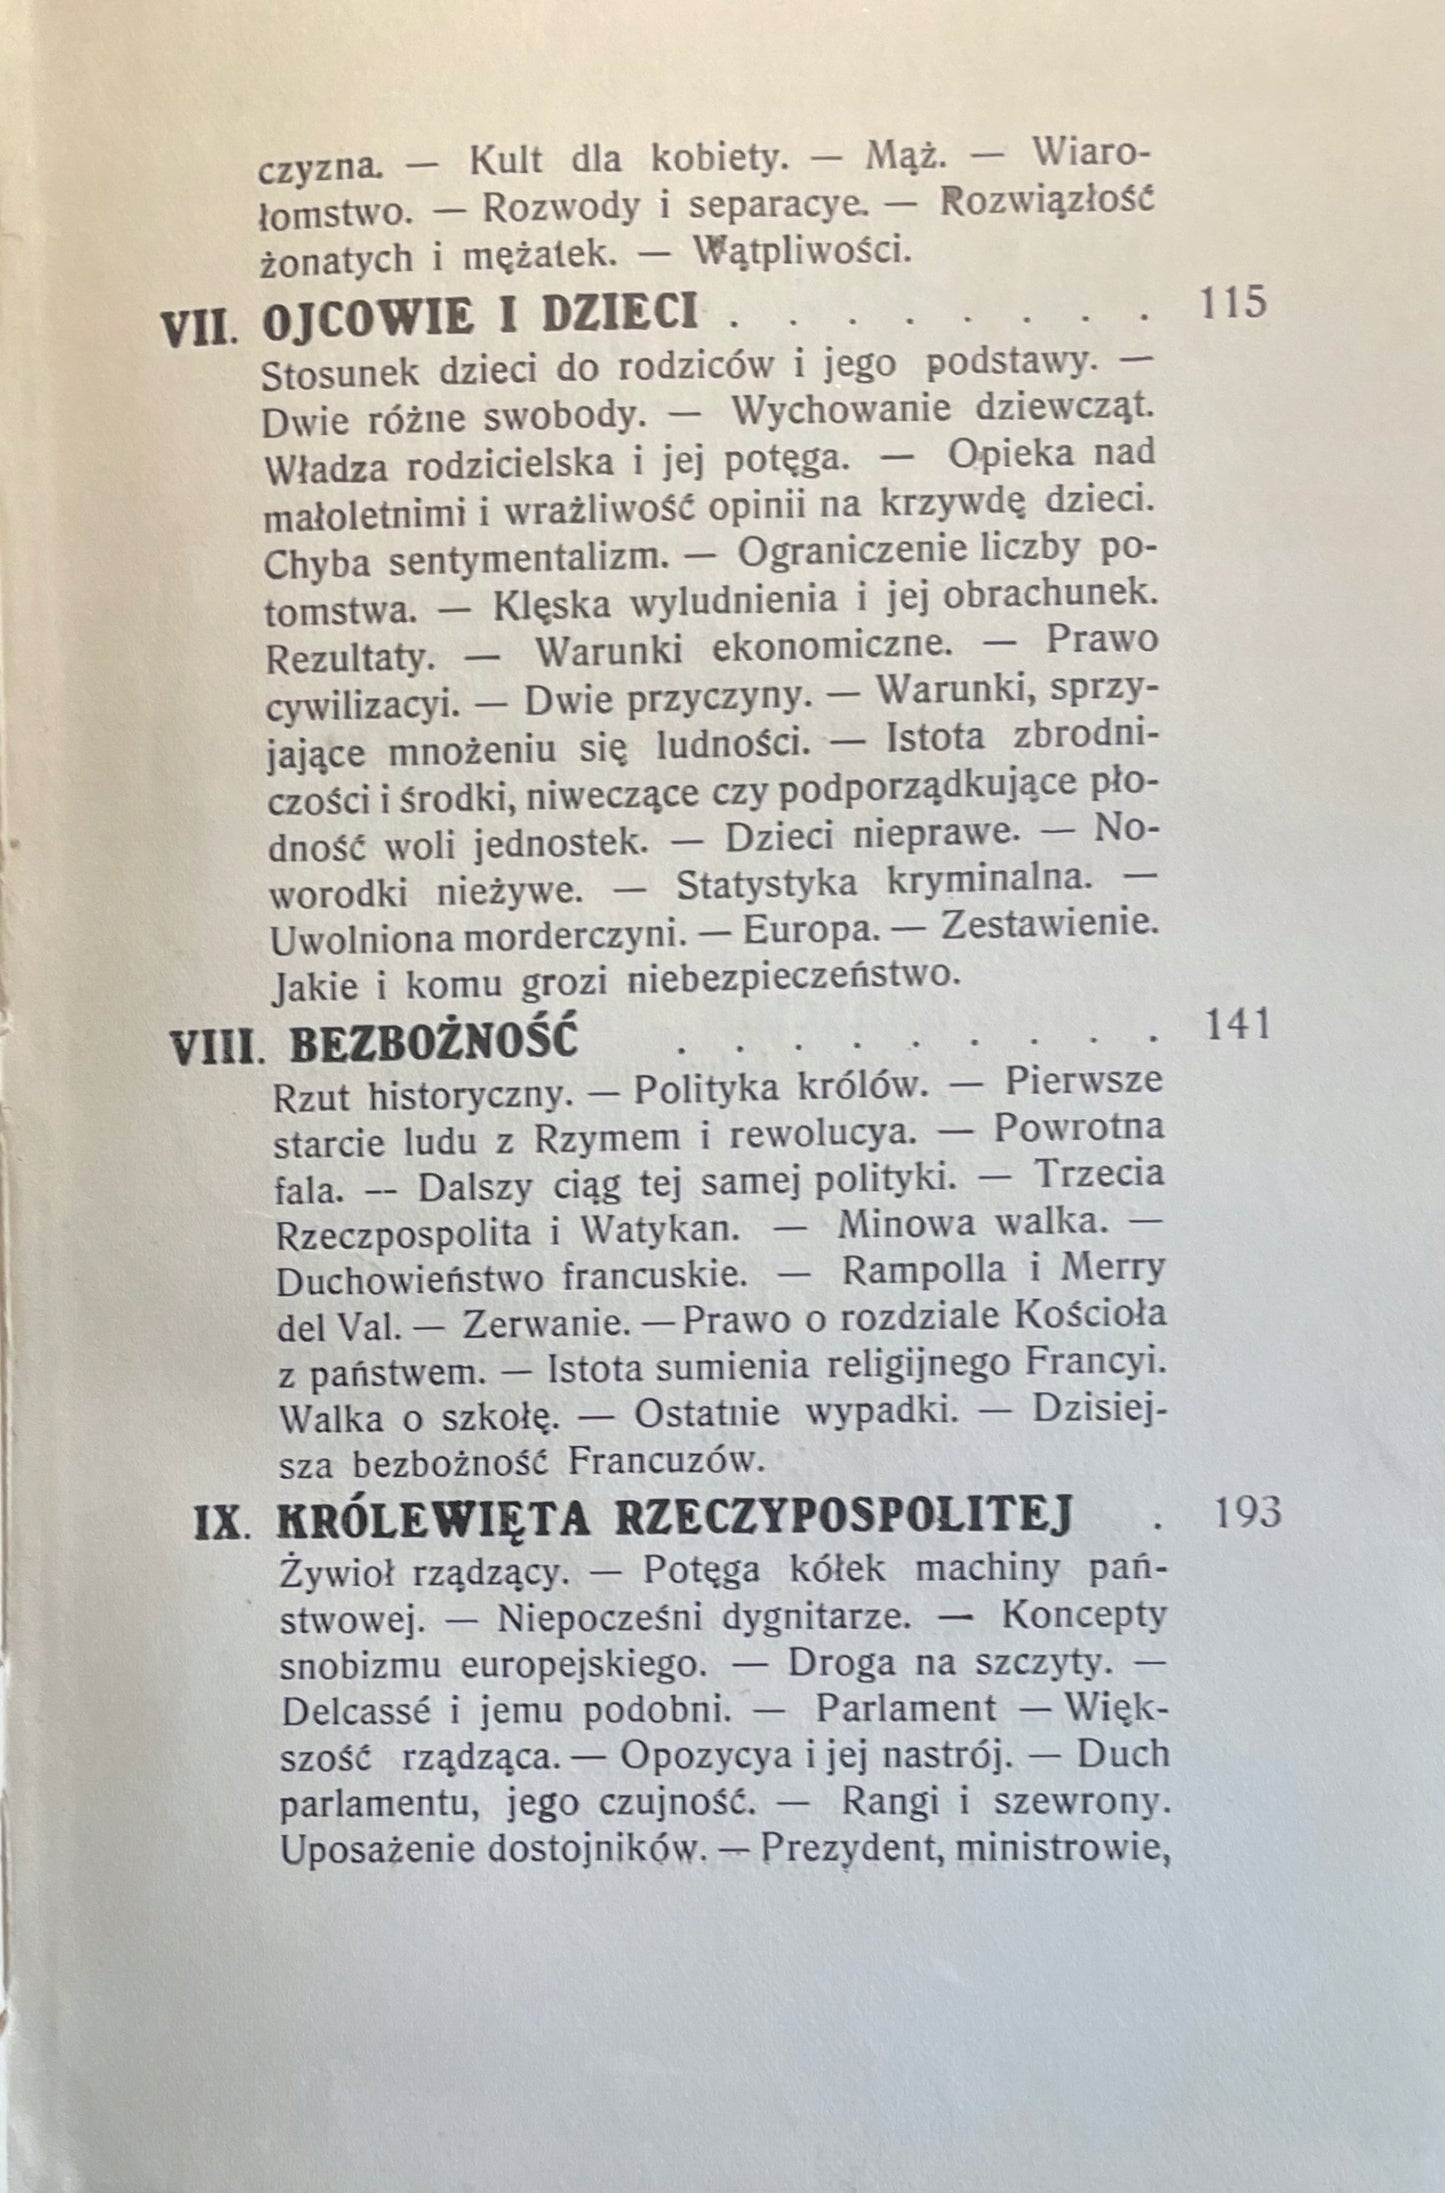 czyzna. — Kult dla kobiety. — Mąż. — Wiaro-
łomstwo. — Rozwody i separacye. — Rozwiązłość
żonatych i mężatek. — Wątpliwości.
VII. OJCOWIE I DZIECI . . . . . . . . 115
Stosunek dzieci do rodziców i jego podstawy. —
Dwie różne swobody. — Wychowanie dziewcząt.
Władza rodzicielska i jej potęga. — Opieka nad
małoletnimi i wrażliwość opinii na krzywdę dzieci.
Chyba sentymentalizm. — Ograniczenie liczby po-
tomstwa. — Klęska wyludnienia i jej obrachunek.
Rezultaty. — Warunki ekonomiczne. — Prawo
cywilizacyi. — Dwie przyczyny. — Warunki, sprzy-
jające mnożeniu się ludności. — Istota zbrodni-
czości i środki, niweczące czy podporządkujące pło-
dność woli jednostek. — Dzieci nieprawe. — No-
worodki nieżywe. — Statystyka kryminalna. —
Uwolniona morderczyni. — Europa. — Zestawienie.
Jakie i komu grozi niebezpieczeństwo.
VIII. BEZBOŻNOŚĆ . . . . . . . . . 141
Rzut historyczny. — Polityka królów. — Pierwsze
starcie ludu z Rzymem i rewolucya. — Powrotna
fala. -- Dalszy ciąg tej samej polityki. — Trzecia
Rzeczpospolita i Watykan. — Minowa walka. —
Duchowieństwo francuskie. — Rampolla i Merry
del Val. — Zerwanie. —Prawo o rozdziale Kościoła
z państwem. — Istota sumienia religijnego Francyi.
Walka o szkołę. — Ostatnie wypadki. — Dzisiej-
sza bezbożność Francuzów.
IX. KRÓLEWIĘTA RZECZYPOSPOLITEJ . 193
Żywioł rządzący. — Potęga kółek machiny pań-
stwowej. — Niepocześni dygnitarze. — Koncepty
snobizmu europejskiego. — Droga na szczyty. —
Delcassé i jemu podobni. — Parlament — Więk-
szość rządząca. — Opozycya i jej nastrój. — Duch
parlamentu, jego czujność. — Rangi i szewrony.
Uposażenie dostojników. — Prezydent, ministrowie,